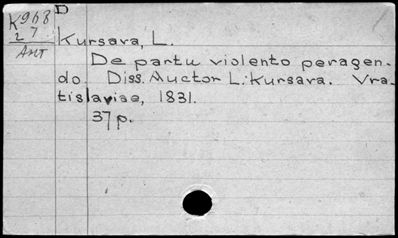 D
K968
27
Ant
Kursava, L.
De partu violento peragen-
do. Diss. Auctor L. Kursava. Vra-
tislaviae, 1831.
37 p.